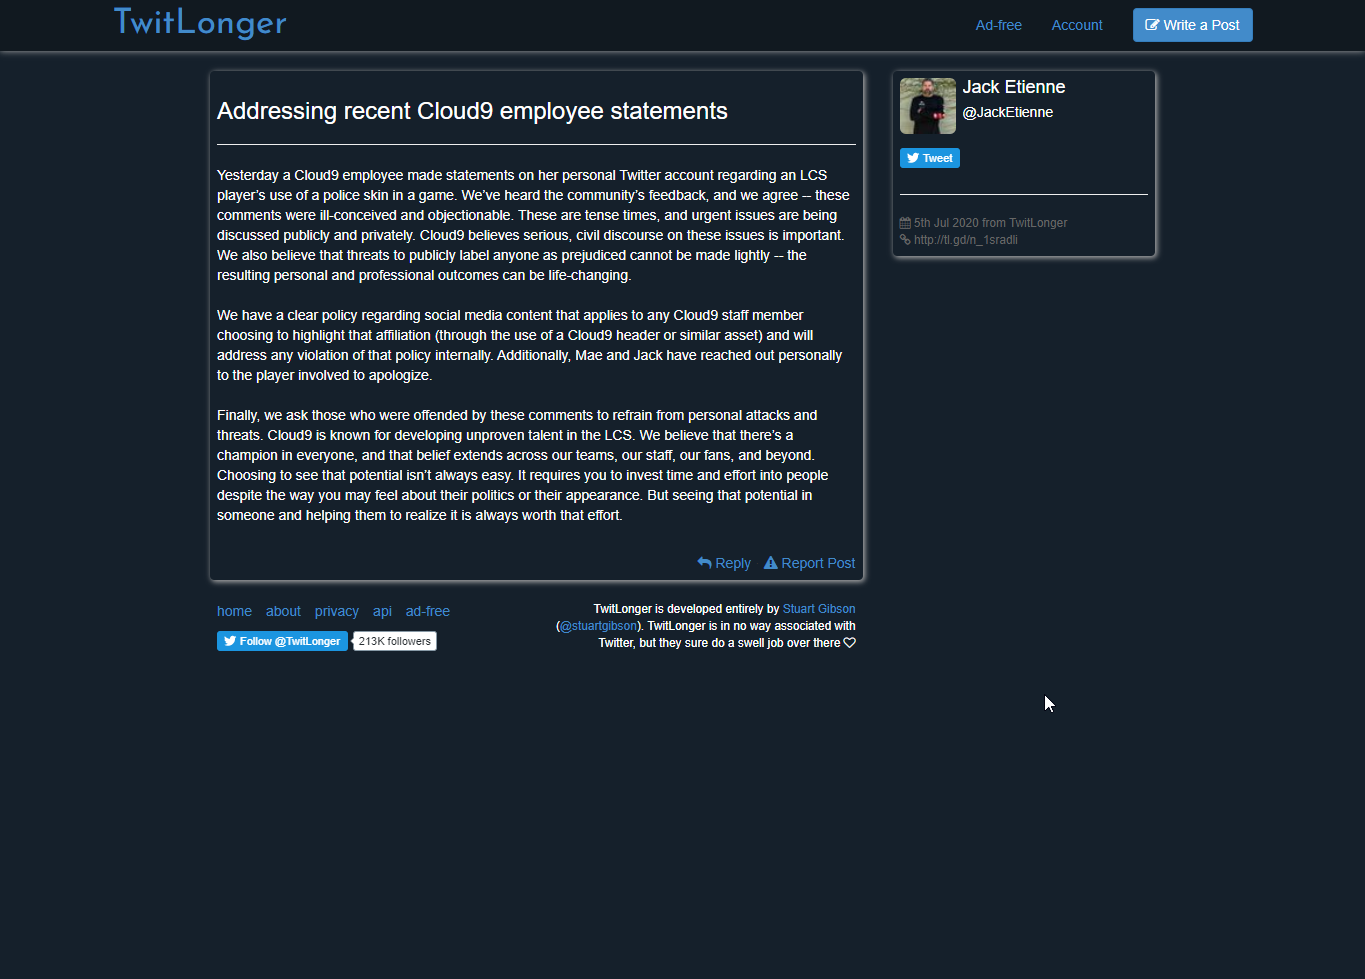 TwitLonger
Ad-free
Account
Write a Post
Addressing recent Cloud9 employee statements
Yesterday a Cloud9 employee made statements on her personal Twitter account regarding an LCS
player’s use of a police skin in a game. We’ve heard the community’s feedback, and we agree -- these
comments were ill-conceived and objectionable. These are tense times, and urgent issues are being
discussed publicly and privately. Cloud9 believes serious, civil discourse on these issues is important.
We also believe that threats to publicly label anyone as prejudiced cannot be made lightly -- the
resulting personal and professional outcomes can be life-changing.
We have a clear policy regarding social media content that applies to any Cloud9 staff member
choosing to highlight that affiliation (through the use of a Cloud9 header or similar asset) and will
address any violation of that policy internally. Additionally, Mae and Jack have reached out personally
to the player involved to apologize.
Finally, we ask those who were offended by these comments to refrain from personal attacks and
threats. Cloud9 is known for developing unproven talent in the LCS. We believe that there’s a
champion in everyone, and that belief extends across our teams, our staff, our fans, and beyond.
Choosing to see that potential isn’t always easy. It requires you to invest time and effort into people
despite the way you may feel about their politics or their appearance. But seeing that potential in
someone and helping them to realize it is always worth that effort.
Reply
Report Post
Jack Etienne
@JackEtienne
Tweet
5th Jul 2020 from TwitLonger
http://tl.gd/n_1sradli
home about privacy api ad-free
Follow @TwitLonger
213K followers
TwitLonger is developed entirely by Stuart Gibson
(@stuartgibson). TwitLonger is in no way associated with
Twitter, but they sure do a swell job over there